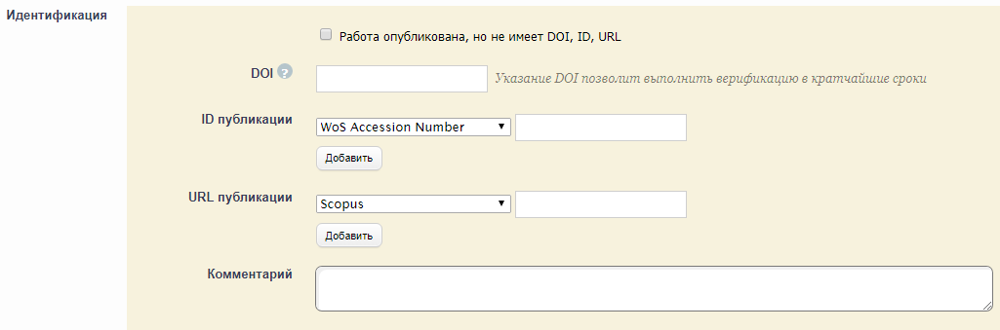 Идентификация
Работа опубликована, но не имеет DOI, ID, URL
DOI ? Указание DOI позволит выполнить верификацию в кратчайшие сроки
ID публикации WoS Accession Number
Добавить
URL публикации Scopus
Добавить
Комментарий